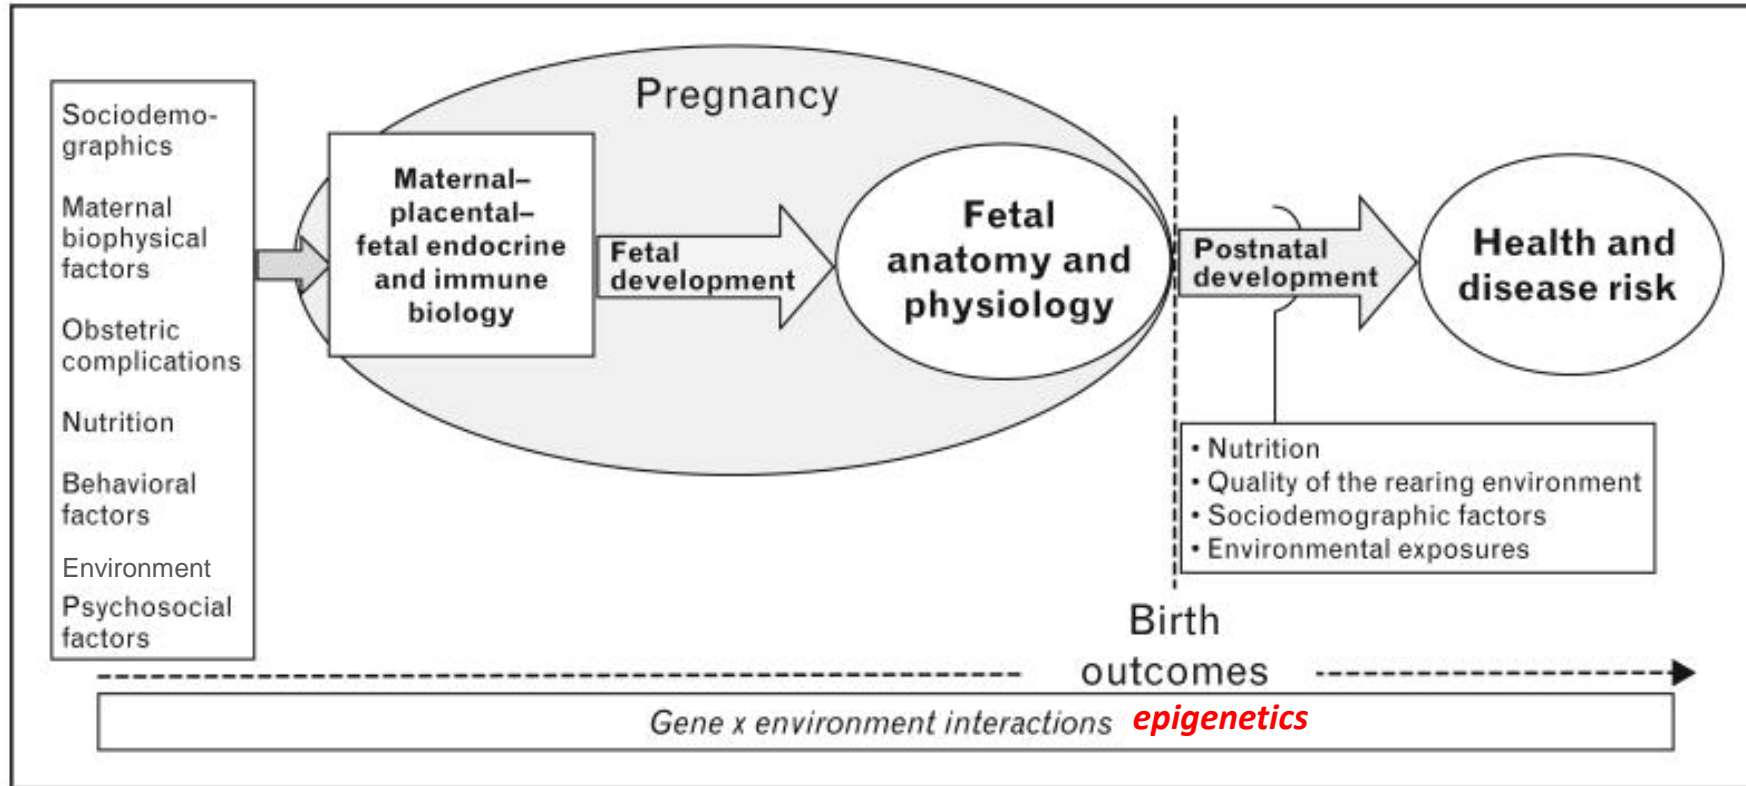 Sociodemo-
graphics
Maternal
biophysical
factors
Obstetric
complications
Nutrition
Behavioral
factors
Environment
Psychosocial
factors
Pregnancy
Maternal–
placental–
fetal endocrine
and immune
biology
Fetal
development
Fetal
anatomy and
physiology
Postnatal
development
Health and
disease risk
• Nutrition
• Quality of the rearing environment
• Sociodemographic factors
• Environmental exposures
Birth
outcomes
Gene x environment interactions epigenetics